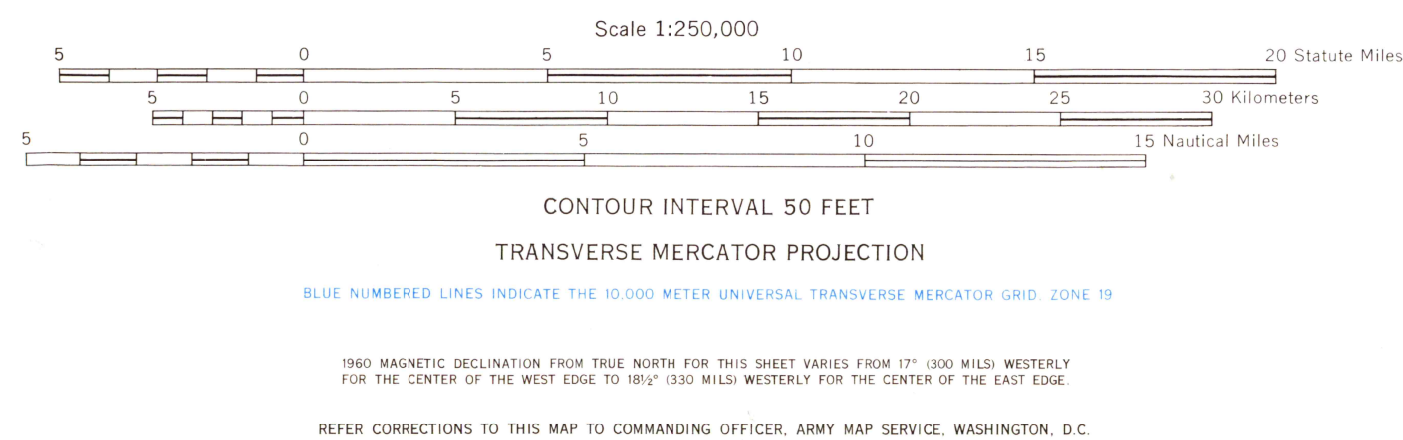 Scale 1:250,000
5 0 5 10 15 20 Statute Miles
5 0 5 10 15 20 25 30 Kilometers
5 0 5 10 15 Nautical Miles
CONTOUR INTERVAL 50 FEET
TRANSVERSE MERCATOR PROJECTION
BLUE NUMBERED LINES INDICATE THE 10,000 METER UNIVERSAL TRANSVERSE MERCATOR GRID, ZONE 19
1960 MAGNETIC DECLINATION FROM TRUE NORTH FOR THIS SHEET VARIES FROM 17° (300 MILS) WESTERLY
FOR THE CENTER OF THE WEST EDGE TO 18½° (330 MILS) WESTERLY FOR THE CENTER OF THE EAST EDGE.
REFER CORRECTIONS TO THIS MAP TO COMMANDING OFFICER, ARMY MAP SERVICE, WASHINGTON, D.C.